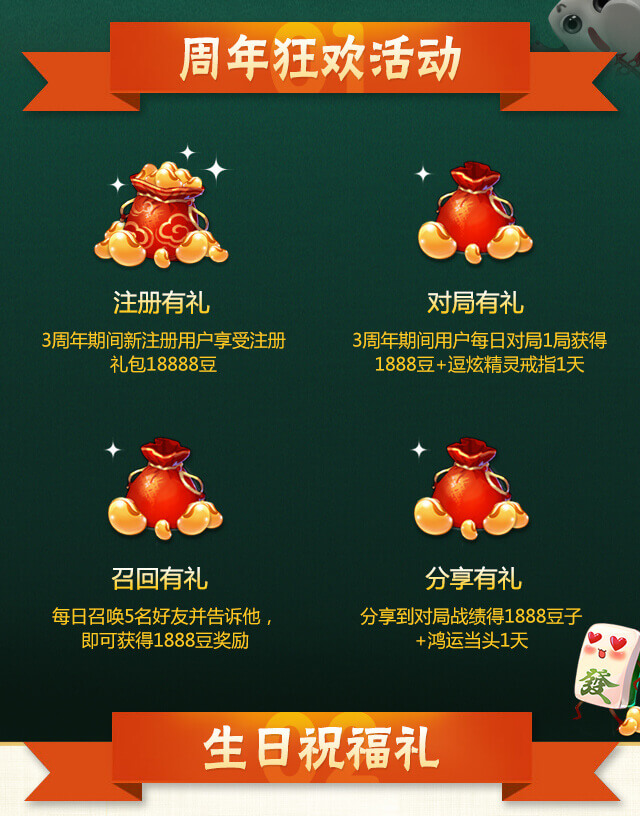 01
周年狂欢活动
注册有礼
3周年期间新注册用户享受注册
礼包18888豆
对局有礼
3周年期间用户每日对局1局获得
1888豆+逗炫精灵戒指1天
召回有礼
每日召唤5名好友并告诉他，
即可获得1888豆奖励
分享有礼
分享到对局战绩得1888豆子
+鸿运当头1天
發
02
生日祝福礼